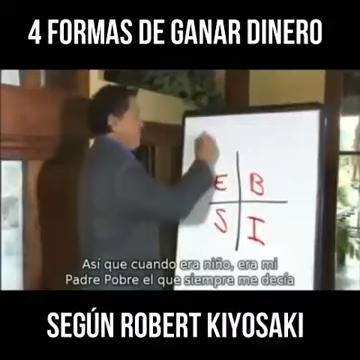 4 FORMAS DE GANAR DINERO
E B
S I
Así que cuando era niño, era mi
Padre Pobre el que siempre me decía
SEGÚN ROBERT KIYOSAKI